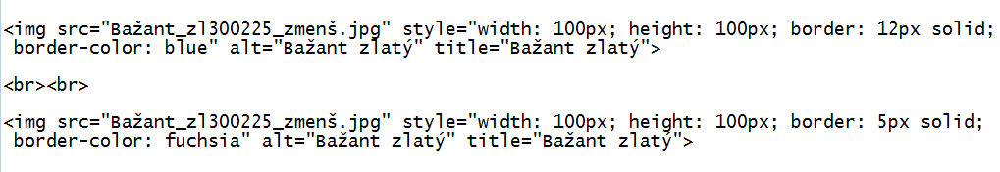 <img src="Bažant_zl300225_zmenš.jpg" style="width: 100px; height: 100px; border: 12px solid;
border-color: blue" alt="Bažant zlatý" title="Bažant zlatý">
<br><br>
<img src="Bažant_zl300225_zmenš.jpg" style="width: 100px; height: 100px; border: 5px solid;
border-color: fuchsia" alt="Bažant zlatý" title="Bažant zlatý">